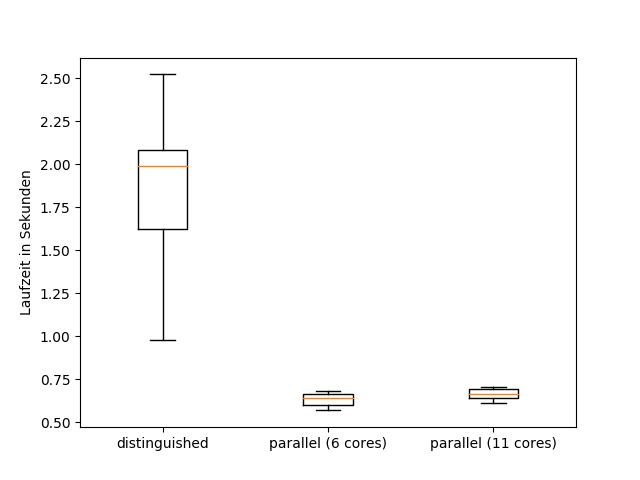 2.50
2.25
2.00
1.75
1.50
1.25
1.00
0.75
0.50
Laufzeit in Sekunden
distinguished
parallel (6 cores)
parallel (11 cores)